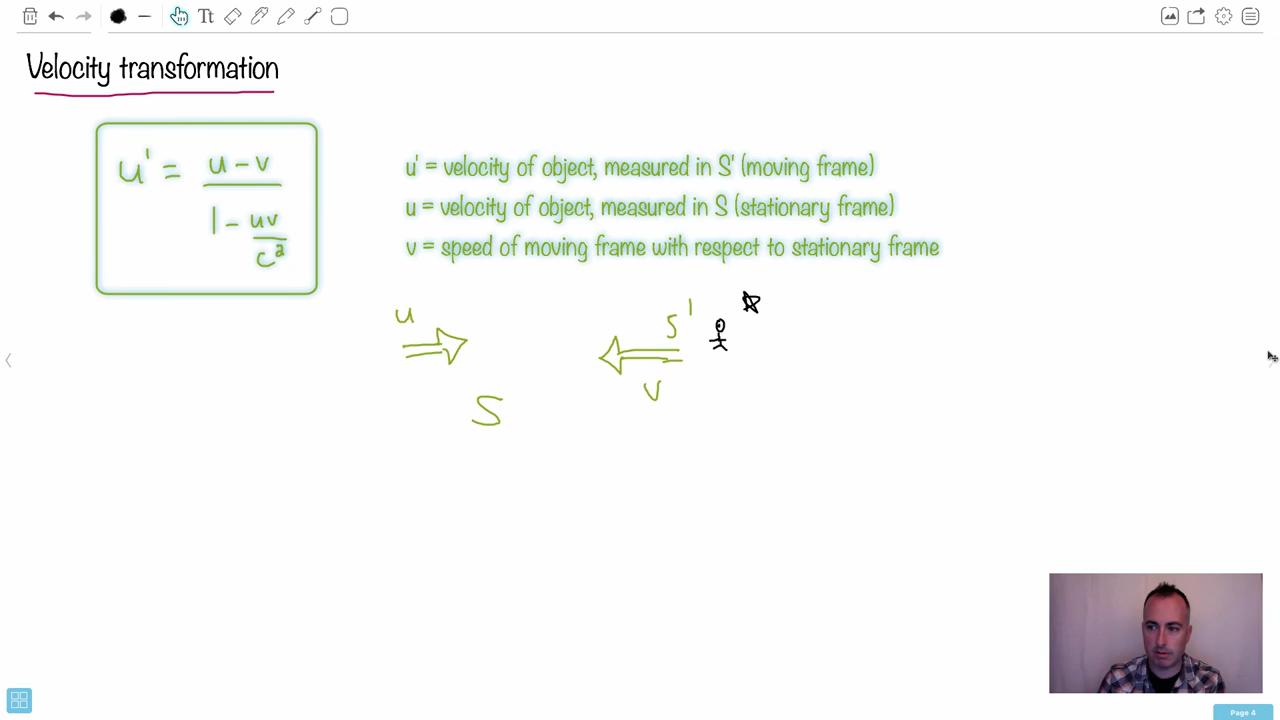 Tt
Velocity transformation
u' = u - v
1 - uv
c²
u' = velocity of object, measured in S' (moving frame)
u = velocity of object, measured in S (stationary frame)
v = speed of moving frame with respect to stationary frame
u
S'
v
S
Page 4